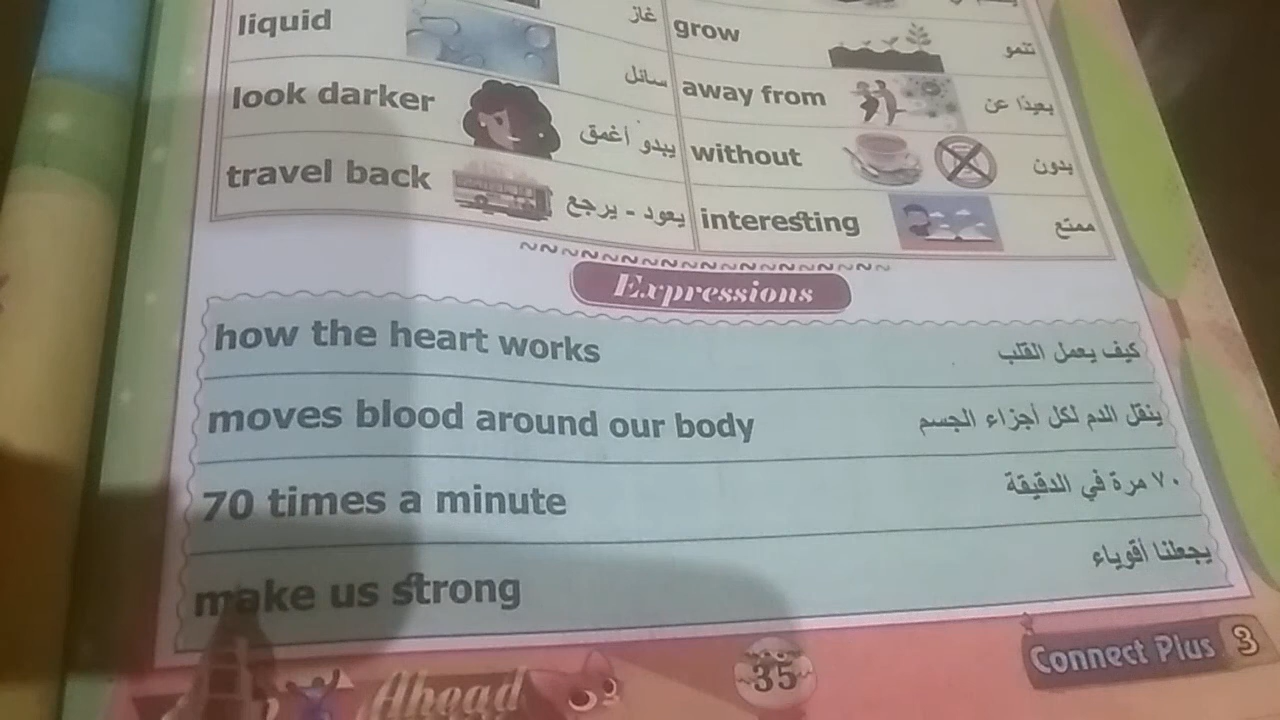 غاز
liquid grow تنمو
سائل
look darker يبدو أغمق away from بعيدًا عن
without بدون
travel back يعود - يرجع interesting ممتع
Expressions
how the heart works كيف يعمل القلب
moves blood around our body ينقل الدم لكل أجزاء الجسم
70 times a minute ٧٠ مرة في الدقيقة
make us strong يجعلنا أقوياء
Ahead 35 Connect Plus 3